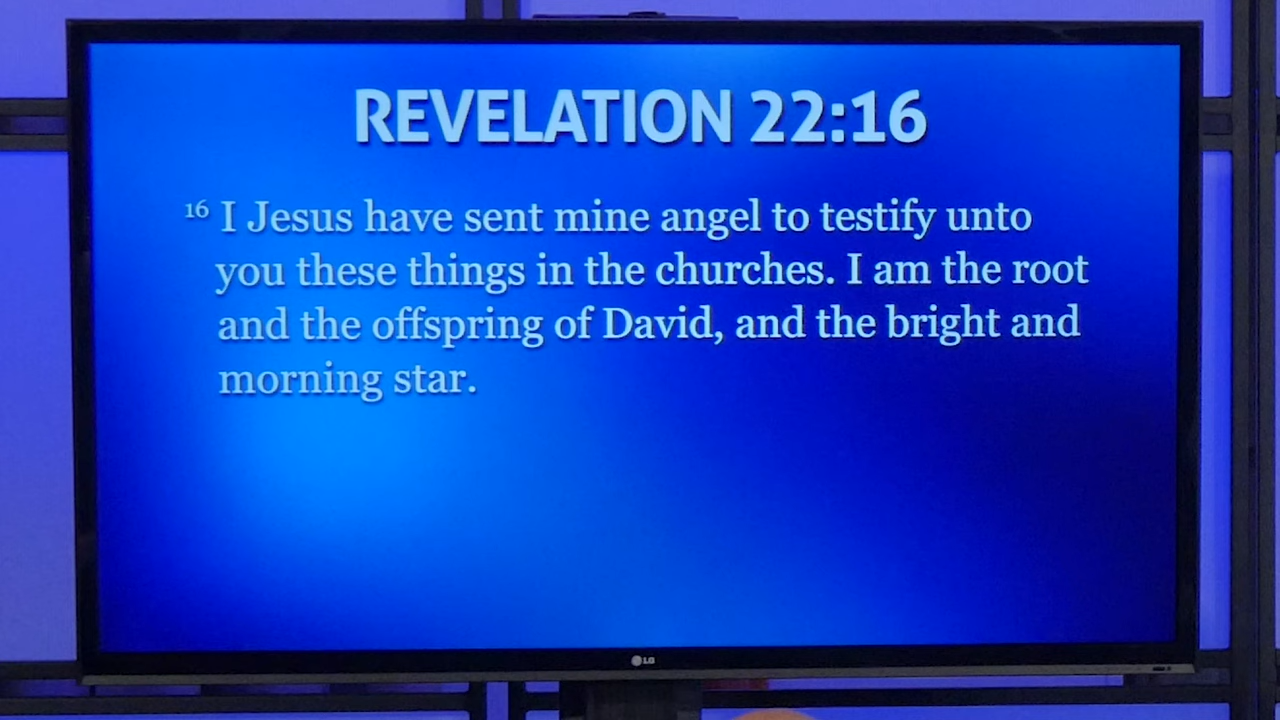 REVELATION 22:16
16 I Jesus have sent mine angel to testify unto
you these things in the churches. I am the root
and the offspring of David, and the bright and
morning star.
LG